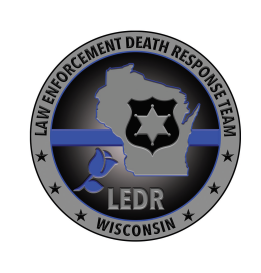 LAW ENFORCEMENT DEATH RESPONSE TEAM
LEDR
WISCONSIN